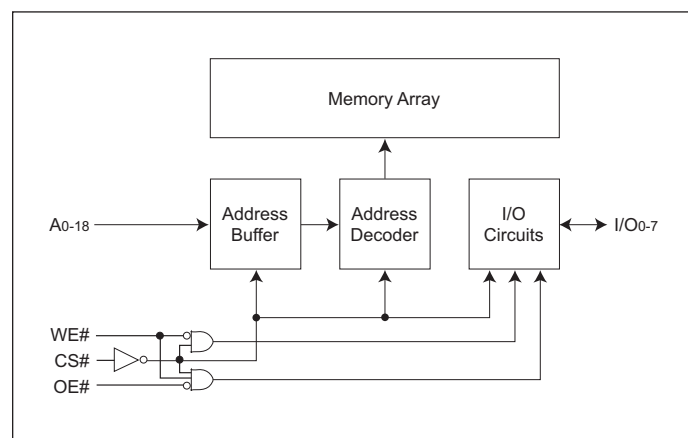 Memory Array
A0-18
Address
Buffer
Address
Decoder
I/O
Circuits
I/O0-7
WE#
CS#
OE#